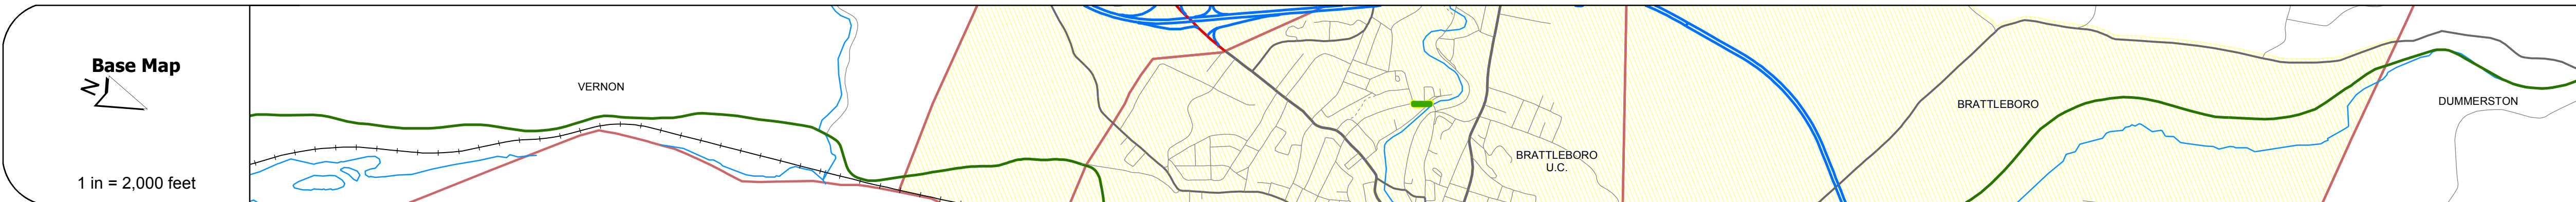 Base Map
N
1 in = 2,000 feet
VERNON
BRATTLEBORO
U.C.
BRATTLEBORO
DUMMERSTON